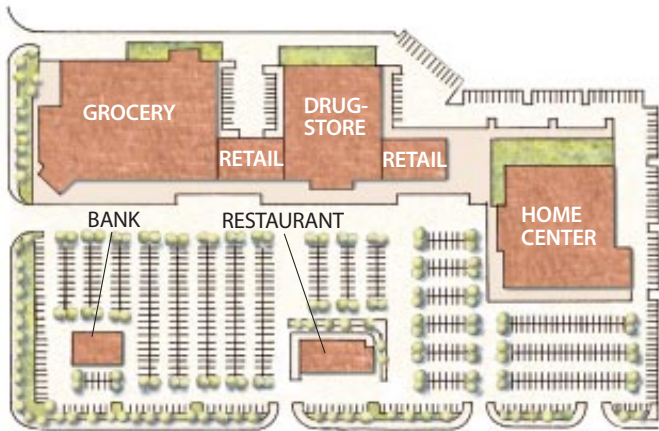 GROCERY
DRUG-
STORE
RETAIL
RETAIL
HOME
CENTER
BANK
RESTAURANT